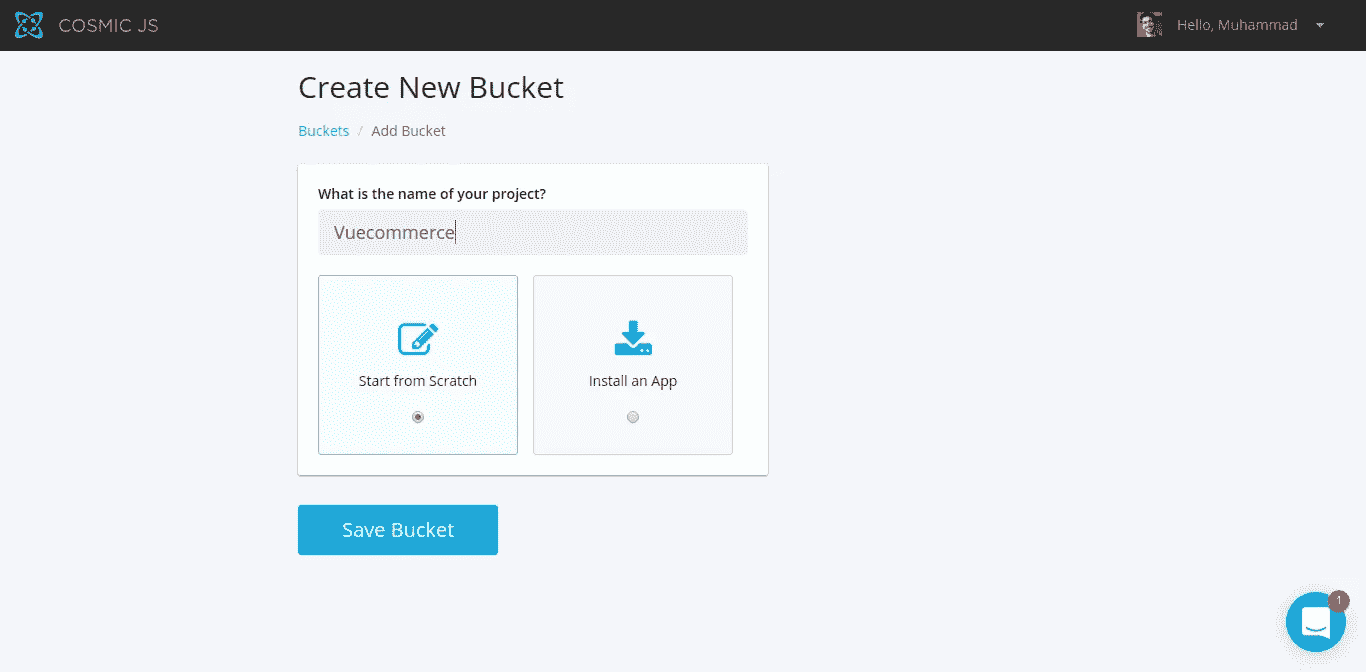 COSMIC JS
Hello, Muhammad
Create New Bucket
Buckets / Add Bucket
What is the name of your project?
Vuecommerce
Start from Scratch
Install an App
Save Bucket
1